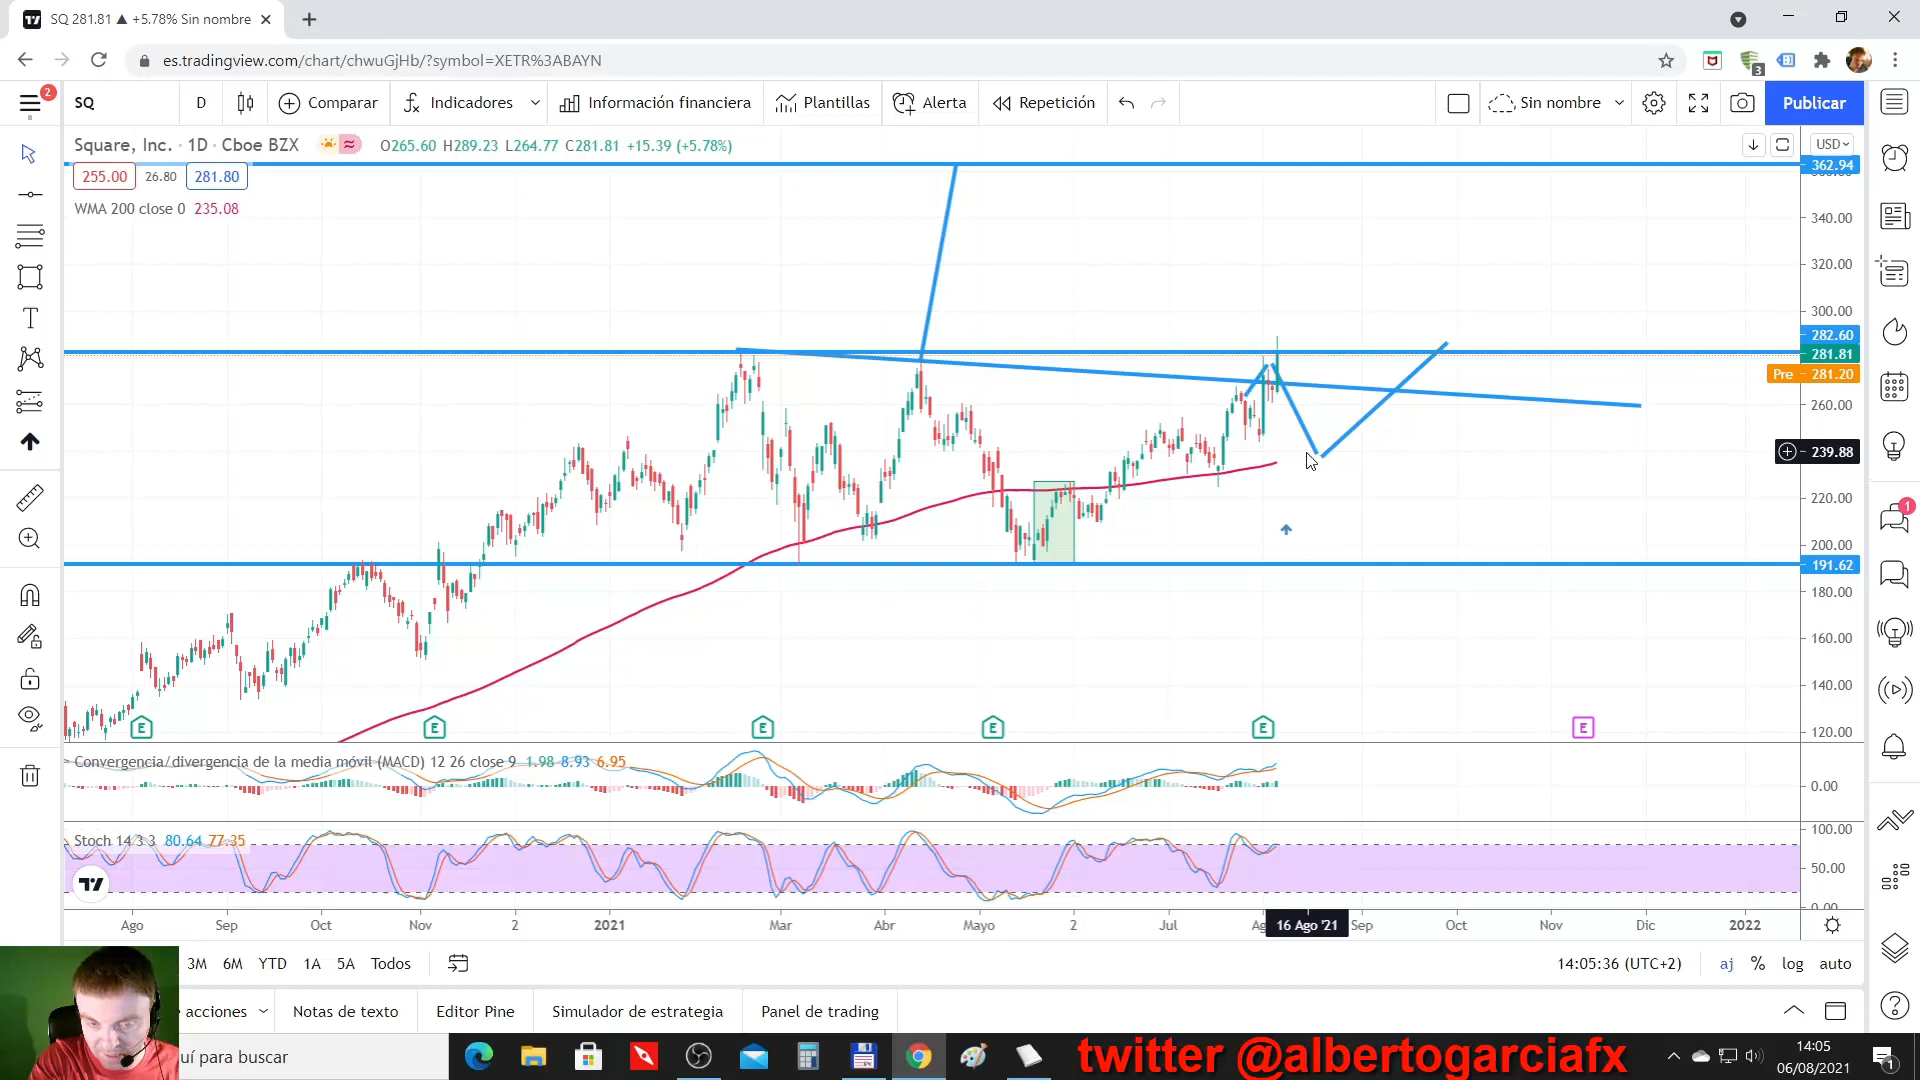 SQ 281.81 ▲ +5.78% Sin nombre
es.tradingview.com/chart/chwuGjHb/?symbol=XETR%3ABAYN
3
2
SQ D Comparar Indicadores Información financiera Plantillas Alerta Repetición Sin nombre Publicar
Square, Inc. · 1D · Cboe BZX O265.60 H289.23 L264.77 C281.81 +15.39 (+5.78%)
USD
255.00 26.80 281.80
WMA 200 close 0 235.08
362.94
340.00
320.00
300.00
282.60
281.81
Pre 281.20
260.00
239.88
220.00
200.00
191.62
180.00
160.00
140.00
120.00
E E E E E E
Convergencia/divergencia de la media móvil (MACD) 12 26 close 9 1.98 8.93 6.95
0.00
Stoch 14 3 3 80.64 77.35
100.00
50.00
0.00
Ago Sep Oct Nov 2 2021 Mar Abr Mayo 2 Jul Ag 16 Ago '21 Sep Oct Nov Dic 2022
3M 6M YTD 1A 5A Todos 14:05:36 (UTC+2) aj % log auto
acciones Notas de texto Editor Pine Simulador de estrategia Panel de trading
uí para buscar
twitter @albertogarciafx
14:05
06/08/2021
1
1